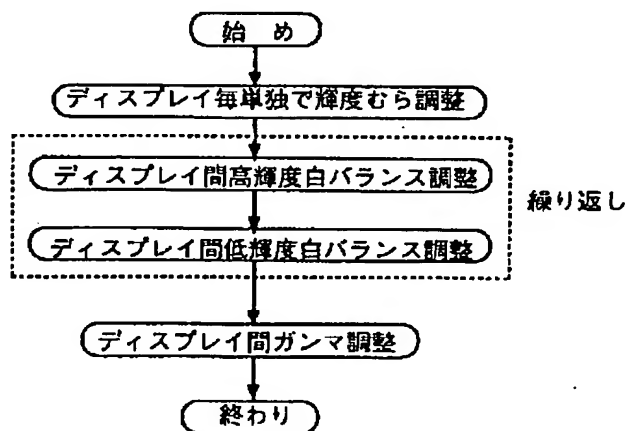 始 め
ディスプレイ毎単独で輝度むら調整
ディスプレイ間高輝度白バランス調整
繰り返し
ディスプレイ間低輝度白バランス調整
ディスプレイ間ガンマ調整
終わり